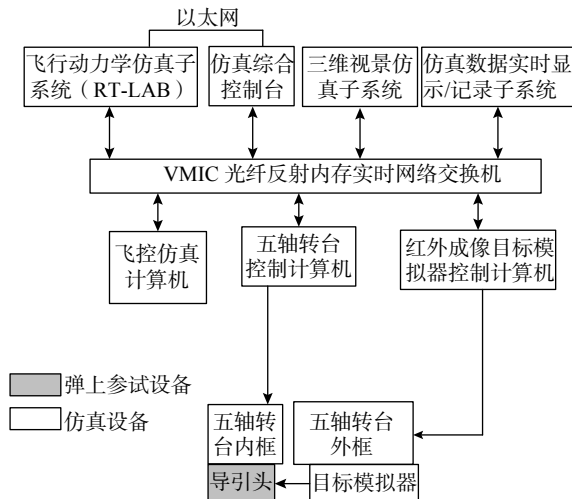 以太网
飞行动力学仿真子
系统（RT-LAB）
仿真综合
控制台
三维视景仿
真子系统
仿真数据实时显
示/记录子系统
VMIC 光纤反射内存实时网络交换机
飞控仿真
计算机
五轴转台
控制计算机
红外成像目标模
拟器控制计算机
弹上参试设备
仿真设备
五轴转
台内框
五轴转台
外框
导引头
目标模拟器